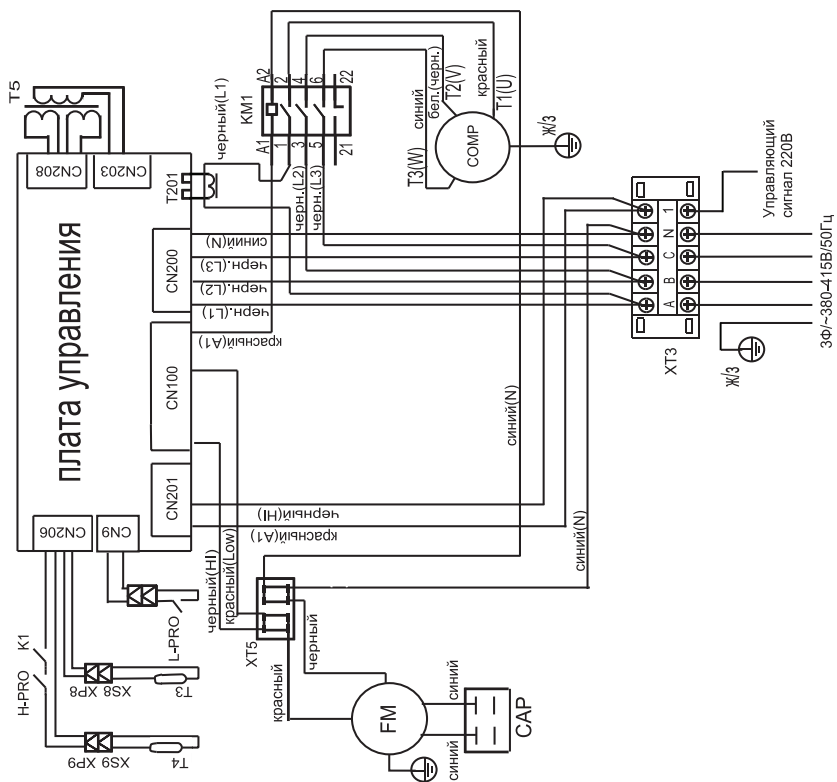 T5
CN208
CN203
плата управления
T201
CN200
CN100
CN201
CN206
CN9
черный(L1)
KM1
A1
1
3
5
21
A2
2
4
6
22
черн.(L2)
черн.(L3)
синий
бел.(черн.)
красный
T3(W)
T2(V)
T1(U)
COMP
Ж/З
синий(N)
черн.(L3)
черн.(L2)
черный.(L1)
красный(A1)
черный(HI)
красный(A1)
черный(HI)
красный(Low)
синий(N)
синий(N)
A
B
C
N
1
XT3
Управляющий
сигнал 220В
3Ф/~380-415В/50Гц
Ж/З
H-PRO
K1
L-PRO
XS8 XP8
T3
XS9 XP9
T4
XT5
красный
черный
FM
синий
синий
CAP